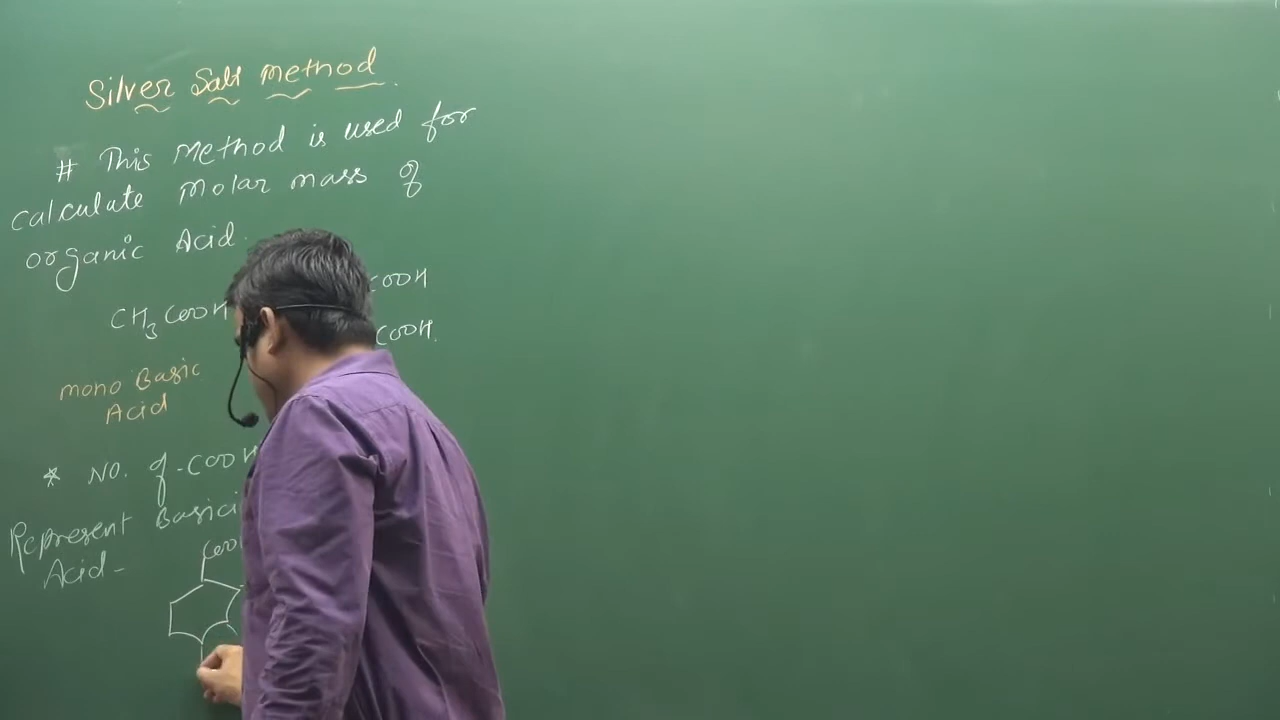 Silver Salt Method.
# This Method is used for
calculate Molar mass of
organic Acid.
COOH
CH3COOH
COOH.
mono Basic
Acid
* NO. of -COOH
Represent
Acid-